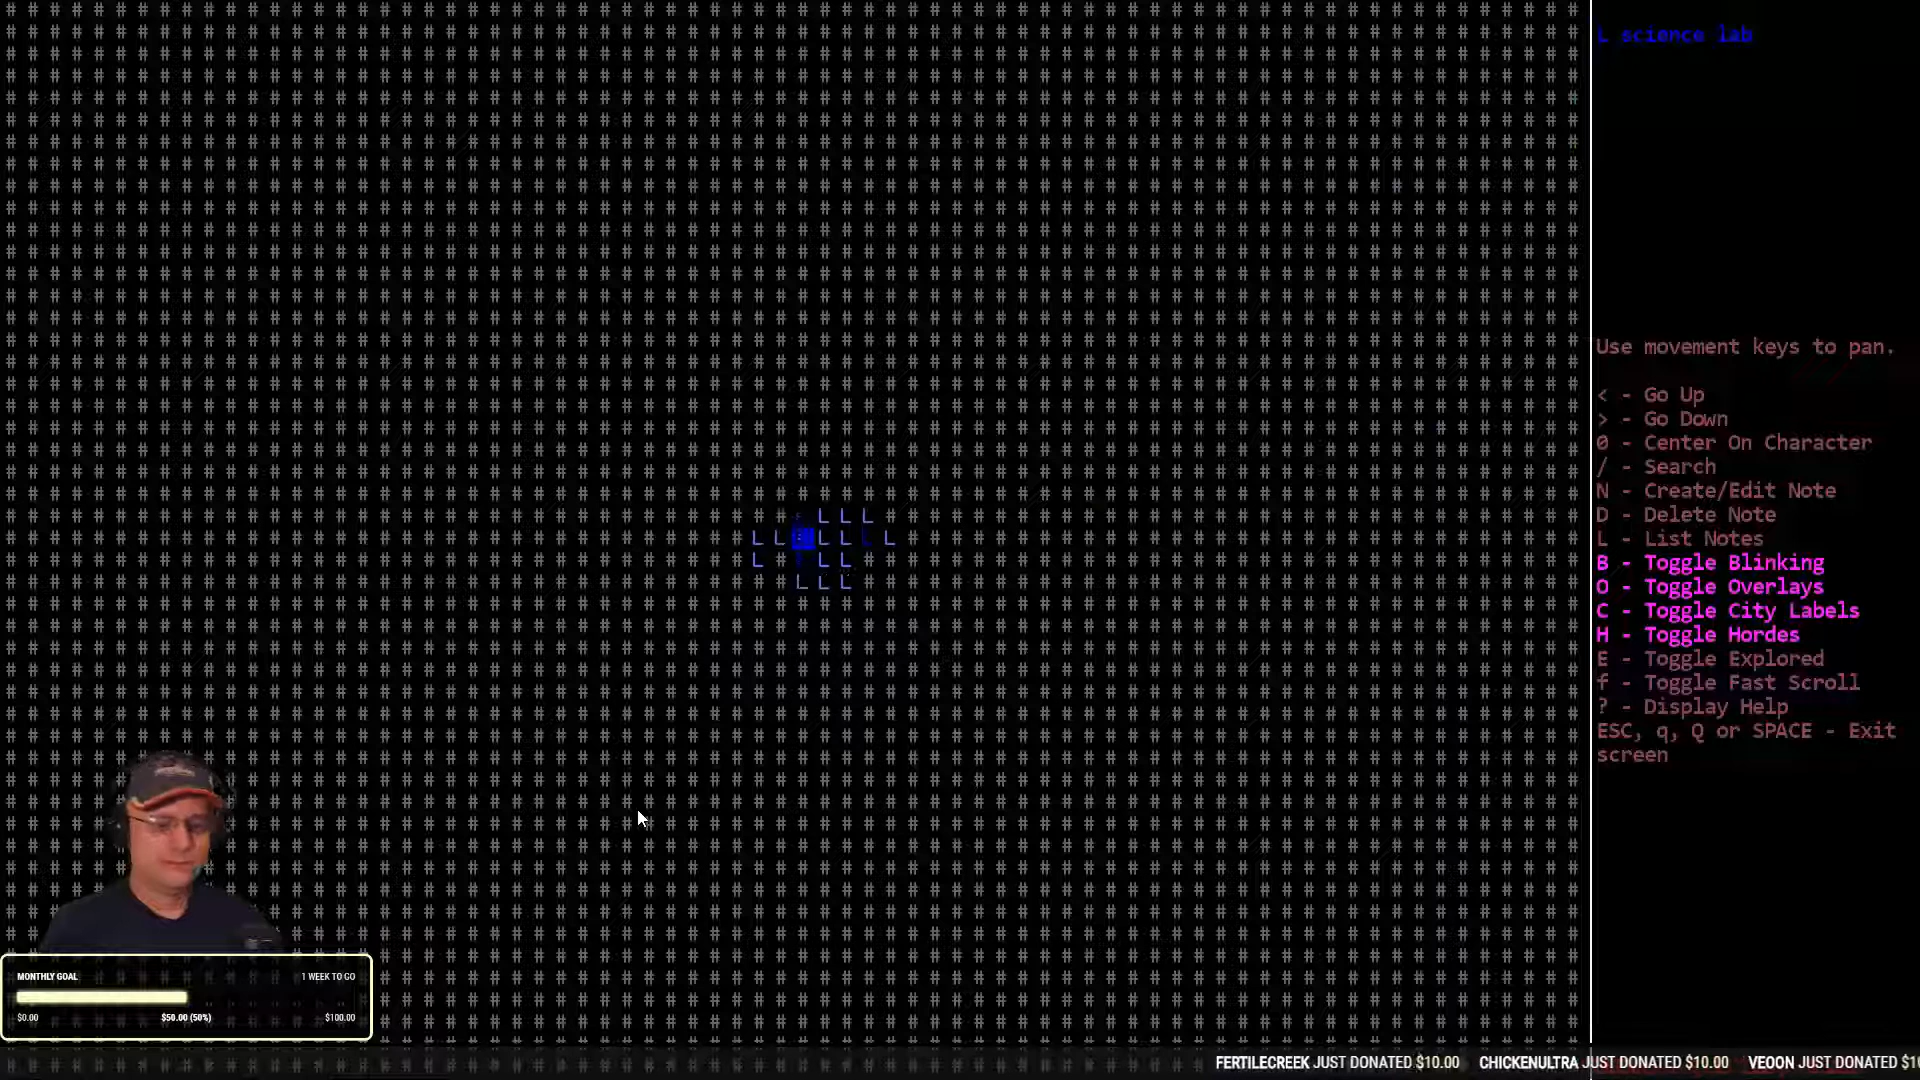 L science lab
Use movement keys to pan.
< - Go Up
> - Go Down
0 - Center On Character
/ - Search
N - Create/Edit Note
D - Delete Note
L - List Notes
B - Toggle Blinking
O - Toggle Overlays
C - Toggle City Labels
H - Toggle Hordes
E - Toggle Explored
f - Toggle Fast Scroll
? - Display Help
ESC, q, Q or SPACE - Exit
screen
L L L
L L L L L
L L L
L L L
MONTHLY GOAL 1 WEEK TO GO
$0.00 $50.00 (50%) $100.00
FERTILECREEK JUST DONATED $10.00 CHICKENULTRA JUST DONATED $10.00 VEOON JUST DONATED